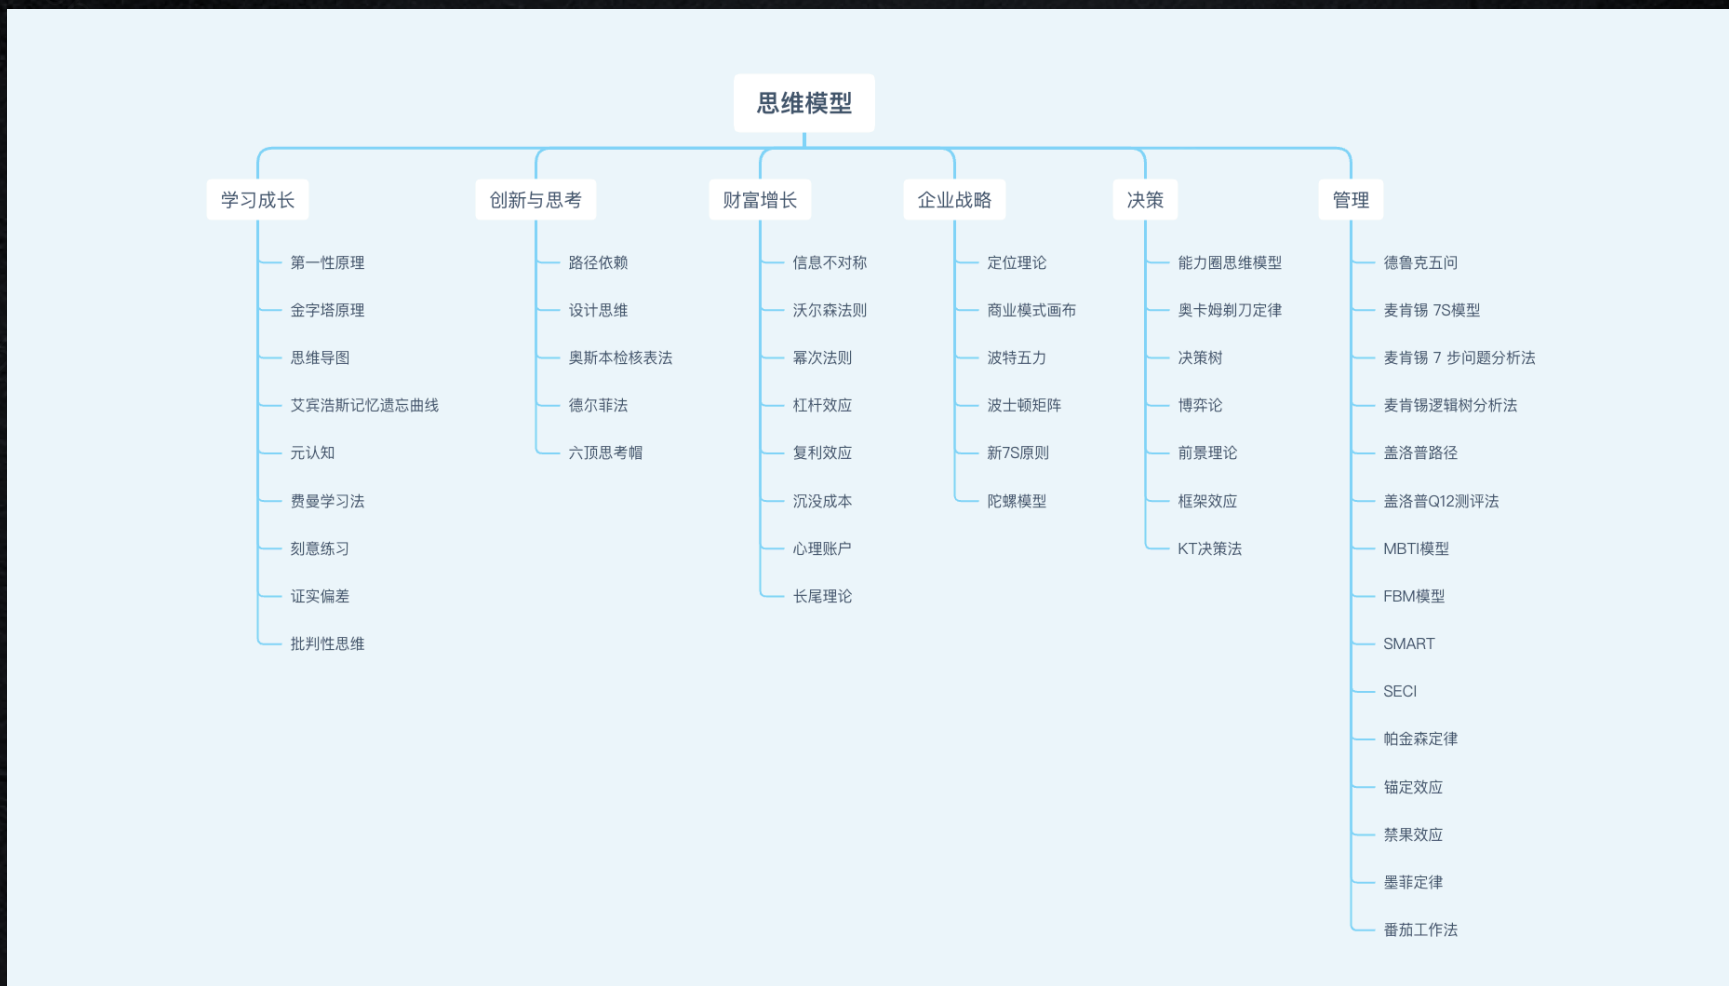 思维模型
学习成长
第一性原理
金字塔原理
思维导图
艾宾浩斯记忆遗忘曲线
元认知
费曼学习法
刻意练习
证实偏差
批判性思维
创新与思考
路径依赖
设计思维
奥斯本检核表法
德尔菲法
六顶思考帽
财富增长
信息不对称
沃尔森法则
幂次法则
杠杆效应
复利效应
沉没成本
心理账户
长尾理论
企业战略
定位理论
商业模式画布
波特五力
波士顿矩阵
新7S原则
陀螺模型
决策
能力圈思维模型
奥卡姆剃刀定律
决策树
博弈论
前景理论
框架效应
KT决策法
管理
德鲁克五问
麦肯锡 7S模型
麦肯锡 7 步问题分析法
麦肯锡逻辑树分析法
盖洛普路径
盖洛普Q12测评法
MBTI模型
FBM模型
SMART
SECI
帕金森定律
锚定效应
禁果效应
墨菲定律
番茄工作法